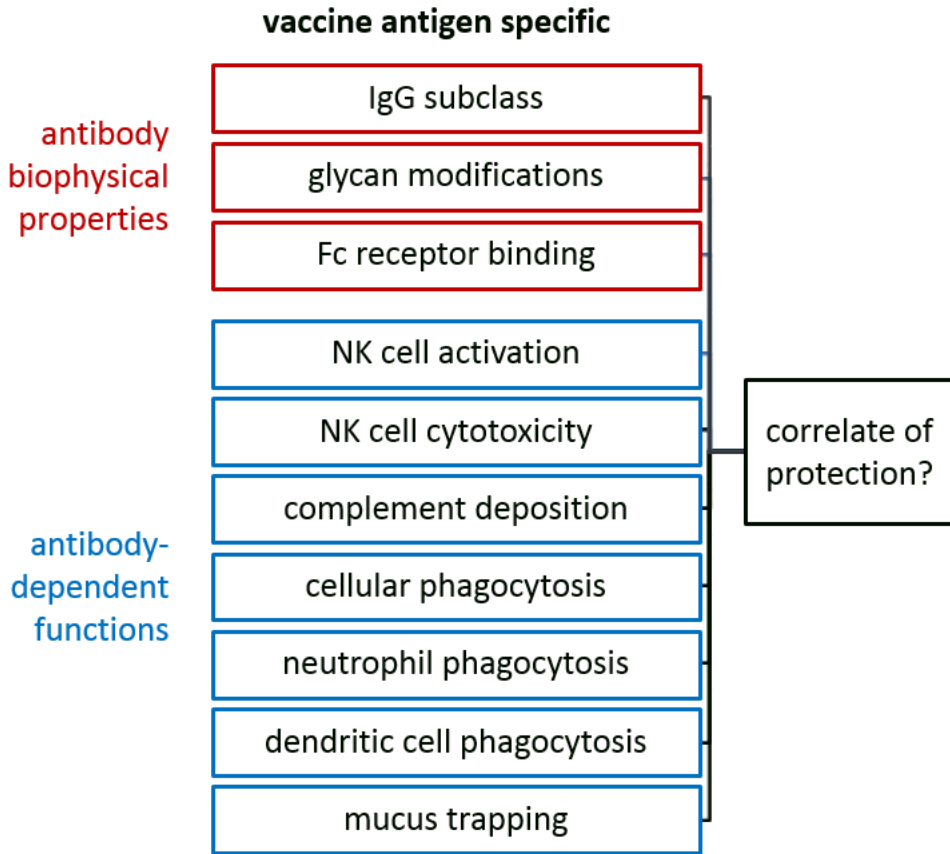 vaccine antigen specific
antibody
biophysical
properties
IgG subclass
glycan modifications
Fc receptor binding
antibody-
dependent
functions
NK cell activation
NK cell cytotoxicity
complement deposition
cellular phagocytosis
neutrophil phagocytosis
dendritic cell phagocytosis
mucus trapping
correlate of
protection?